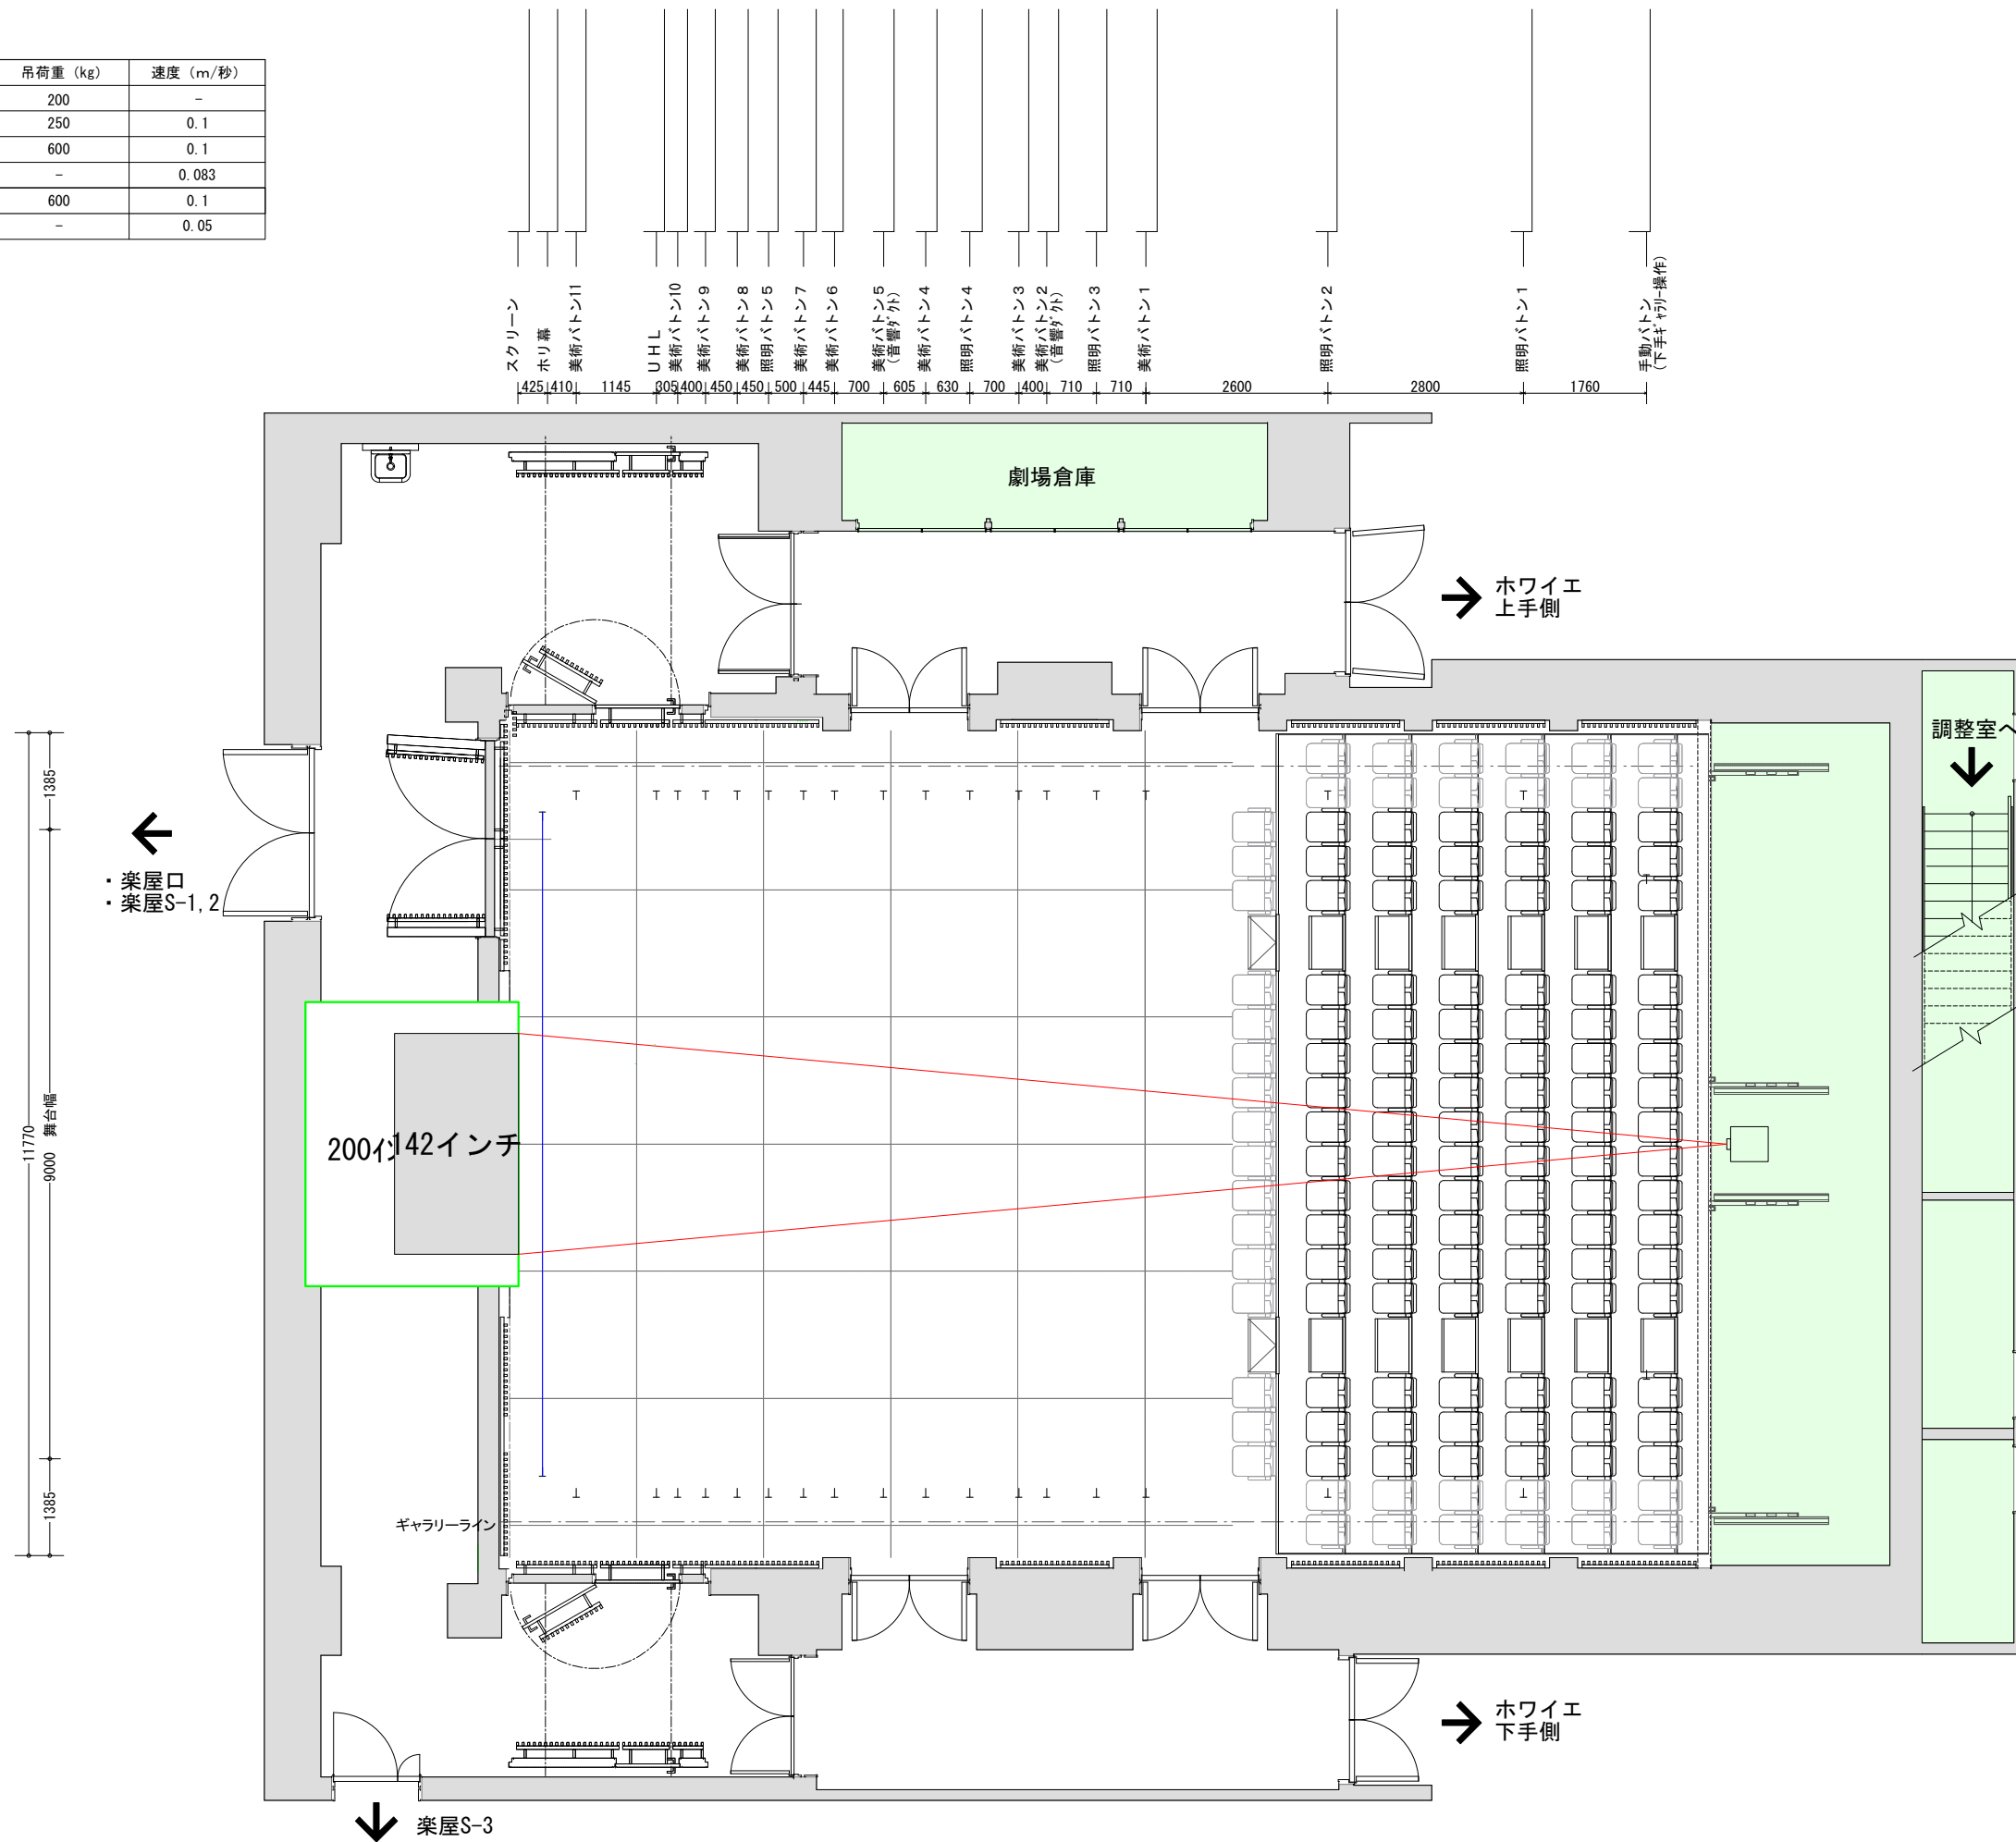 吊荷重（kg） 速度（m/秒）
200 -
250 0.1
600 0.1
- 0.083
600 0.1
- 0.05
スクリーン
ホリ幕
美術バトン11
ＵＨＬ
美術バトン10
美術バトン９
美術バトン８
照明バトン５
美術バトン７
美術バトン６
美術バトン５
（音響ﾀﾞｸﾄ）
美術バトン４
照明バトン４
美術バトン３
美術バトン２
（音響ﾀﾞｸﾄ）
照明バトン３
美術バトン１
照明バトン２
照明バトン１
手動バトン
（下手ｷﾞｬﾗﾘｰ操作）
425 410 1145 305 400 450 450 500 445 700 605 630 700 400 710 710 2600 2800 1760
劇場倉庫
ホワイエ
上手側
調整室へ
1385
・楽屋口
・楽屋S-1,2
11770
9000 舞台幅
142インチ
1385
ギャラリーライン
ホワイエ
下手側
楽屋S-3